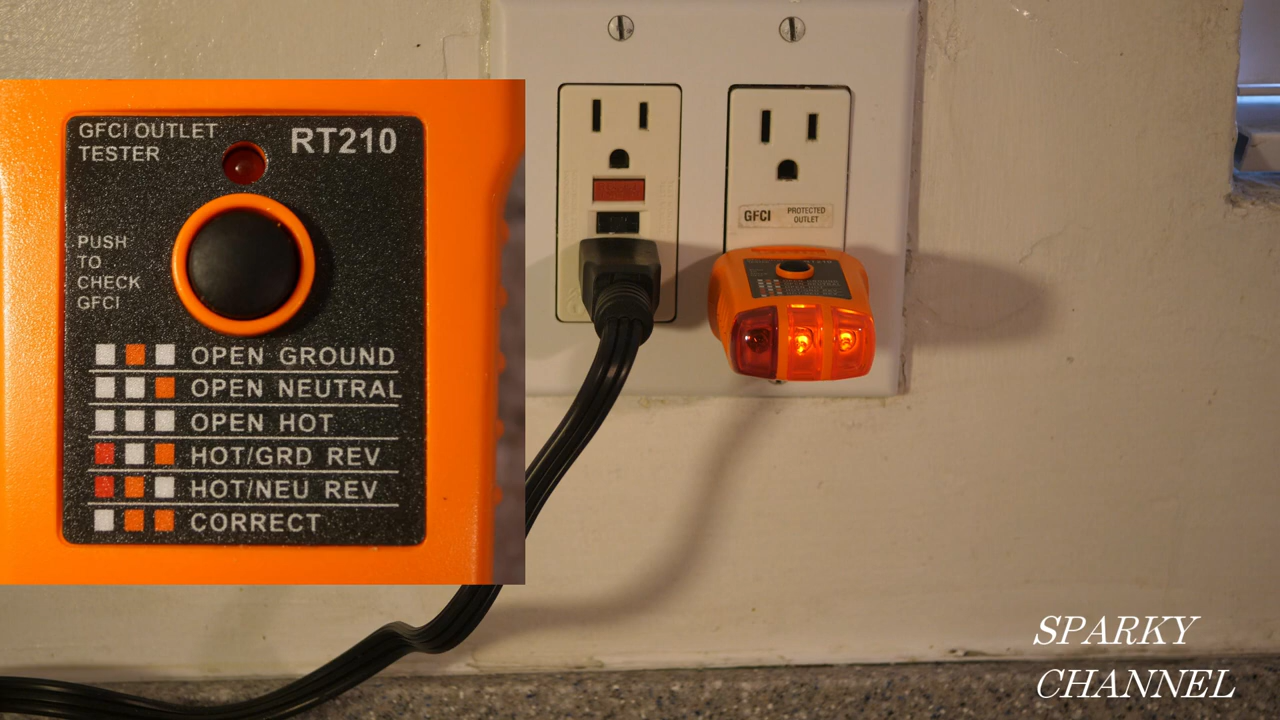 GFCI OUTLET
TESTER
RT210
PUSH
TO
CHECK
GFCI
OPEN GROUND
OPEN NEUTRAL
OPEN HOT
HOT/GRD REV
HOT/NEU REV
CORRECT
GFCI PROTECTED
OUTLET
SPARKY
CHANNEL